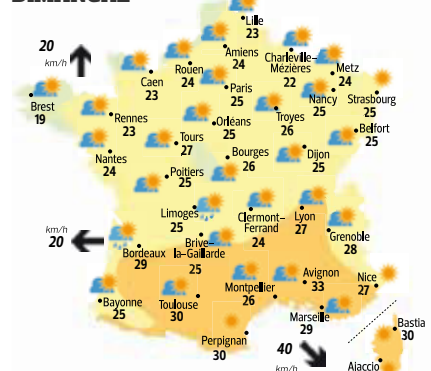 DIMANCHE
Lille
23
20
km/h
Amiens
24
Rouen
24
Charleville-
Mézières
22
Metz
24
Caen
23
Paris
25
Nancy
25
Strasbourg
25
Brest
19
Rennes
23
Orléans
25
Troyes
26
Belfort
25
Tours
27
Nantes
24
Bourges
26
Dijon
25
Poitiers
25
Limoges
25
Clermont-
Ferrand
24
Lyon
27
km/h
20
Grenoble
28
Bordeaux
29
Brive-
la-Gaillarde
25
Avignon
33
Nice
27
Montpellier
26
Bayonne
25
Toulouse
30
Marseille
29
Bastia
30
Perpignan
30
40
km/h
Ajaccio